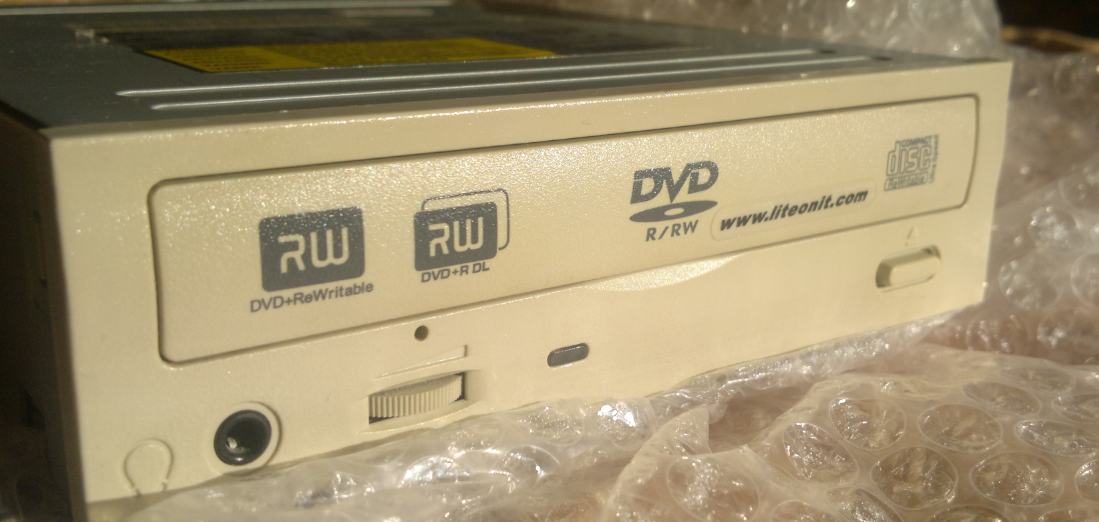 RW
DVD+ReWritable
RW
DVD+R DL
DVD
R/RW
www.liteonit.com
COMPACT
disc
ReWritable